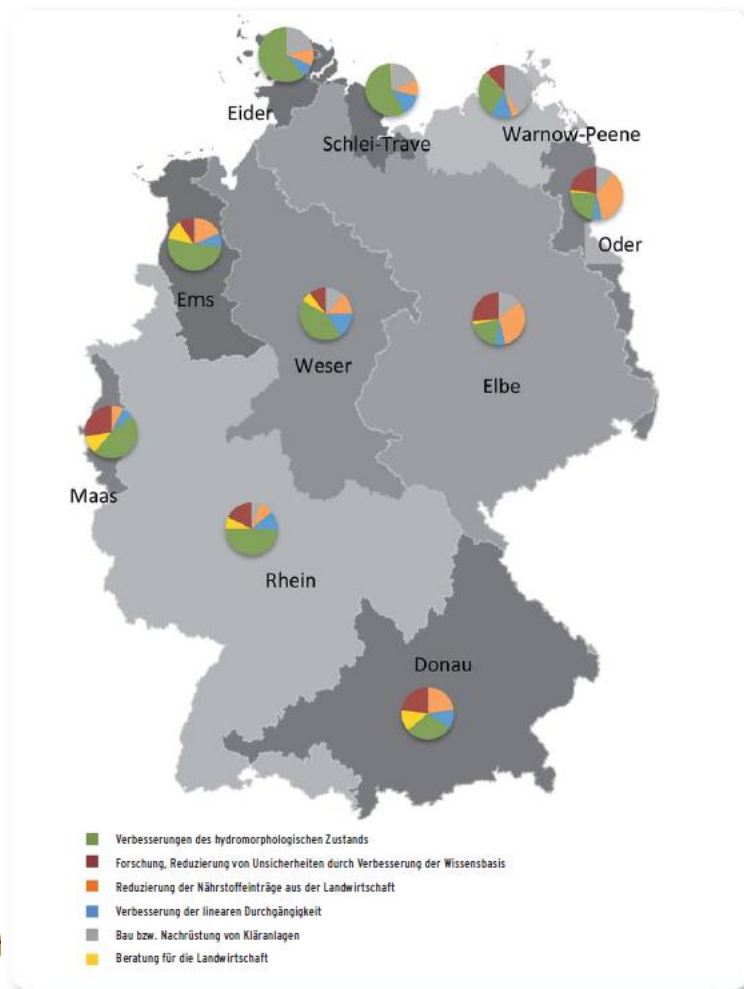 Eider
Schlei-Trave
Warnow-Peene
Oder
Ems
Weser
Elbe
Maas
Rhein
Donau
Verbesserungen des hydromorphologischen Zustands
Forschung, Reduzierung von Unsicherheiten durch Verbesserung der Wissensbasis
Reduzierung der Nährstoffeinträge aus der Landwirtschaft
Verbesserung der linearen Durchgängigkeit
Bau bzw. Nachrüstung von Kläranlagen
Beratung für die Landwirtschaft